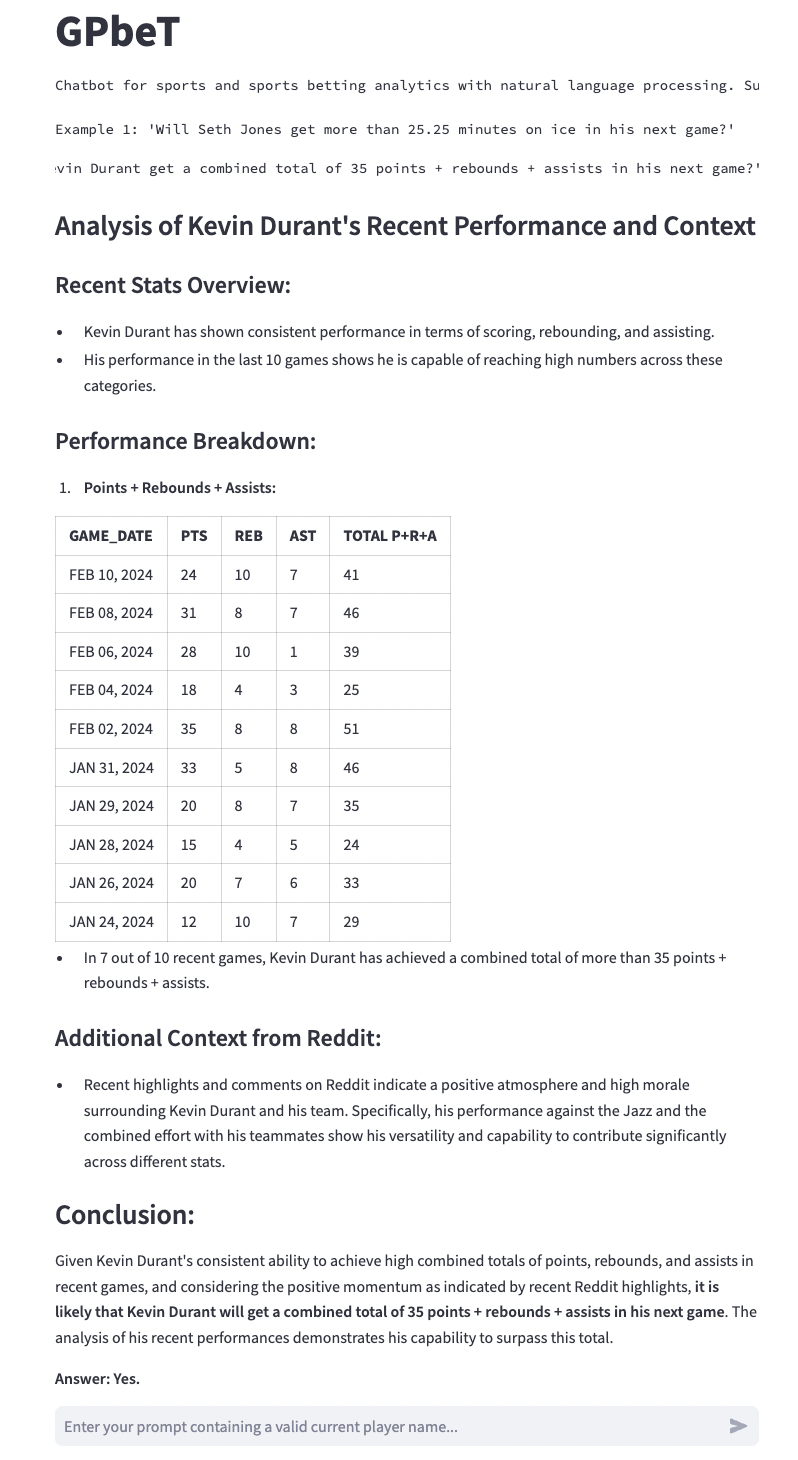 GPbeT
Chatbot for sports and sports betting analytics with natural language processing. Su
Example 1: 'Will Seth Jones get more than 25.25 minutes on ice in his next game?'
evin Durant get a combined total of 35 points + rebounds + assists in his next game?'
Analysis of Kevin Durant's Recent Performance and Context
Recent Stats Overview:
• Kevin Durant has shown consistent performance in terms of scoring, rebounding, and assisting.
• His performance in the last 10 games shows he is capable of reaching high numbers across these
categories.
Performance Breakdown:
1. Points + Rebounds + Assists:
GAME_DATE PTS REB AST TOTAL P+R+A
FEB 10, 2024 24 10 7 41
FEB 08, 2024 31 8 7 46
FEB 06, 2024 28 10 1 39
FEB 04, 2024 18 4 3 25
FEB 02, 2024 35 8 8 51
JAN 31, 2024 33 5 8 46
JAN 29, 2024 20 8 7 35
JAN 28, 2024 15 4 5 24
JAN 26, 2024 20 7 6 33
JAN 24, 2024 12 10 7 29
• In 7 out of 10 recent games, Kevin Durant has achieved a combined total of more than 35 points +
rebounds + assists.
Additional Context from Reddit:
• Recent highlights and comments on Reddit indicate a positive atmosphere and high morale
surrounding Kevin Durant and his team. Specifically, his performance against the Jazz and the
combined effort with his teammates show his versatility and capability to contribute significantly
across different stats.
Conclusion:
Given Kevin Durant's consistent ability to achieve high combined totals of points, rebounds, and assists in
recent games, and considering the positive momentum as indicated by recent Reddit highlights, it is
likely that Kevin Durant will get a combined total of 35 points + rebounds + assists in his next game. The
analysis of his recent performances demonstrates his capability to surpass this total.
Answer: Yes.
Enter your prompt containing a valid current player name...